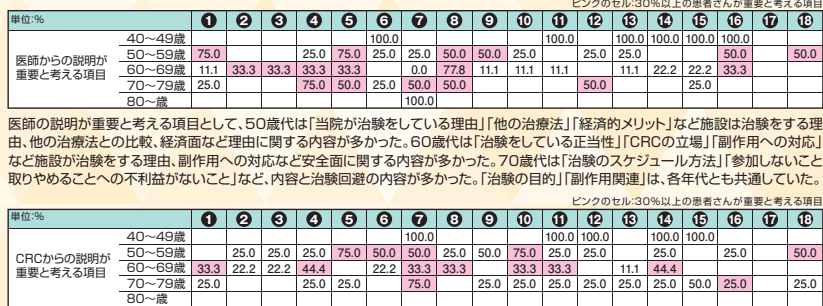 ピンクのセル:30%以上の患者さんが重要と考える項目
単位:% ❶ ❷ ❸ ❹ ❺ ❻ ❼ ❽ ❾ ❿ ⓫ ⓬ ⓭ ⓮ ⓯ ⓰ ⓱ ⓲
医師からの説明が
重要と考える項目
40〜49歳 100.0 100.0 100.0 100.0 100.0 100.0
50〜59歳 75.0 25.0 75.0 25.0 25.0 50.0 50.0 25.0 25.0 25.0 50.0 50.0
60〜69歳 11.1 33.3 33.3 33.3 33.3 0.0 77.8 11.1 11.1 11.1 11.1 22.2 22.2 33.3
70〜79歳 25.0 75.0 50.0 25.0 50.0 50.0 50.0 25.0
80〜歳 100.0
医師の説明が重要と考える項目として、50歳代は「当院が治験をしている理由」「他の治療法」「経済的メリット」など施設は治験をする理
由、他の治療法との比較、経済面など理由に関する内容が多かった。60歳代は「治験をしている正当性」「CRCの立場」「副作用への対応」
など施設が治験をする理由、副作用への対応など安全面に関する内容が多かった。70歳代は「治験のスケジュール方法」「参加しないこと
取りやめることへの不利益がないこと」など、内容と治験回避の内容が多かった。「治験の目的」「副作用関連」は、各年代とも共通していた。
ピンクのセル:30%以上の患者さんが重要と考える項目
単位:% ❶ ❷ ❸ ❹ ❺ ❻ ❼ ❽ ❾ ❿ ⓫ ⓬ ⓭ ⓮ ⓯ ⓰ ⓱ ⓲
CRCからの説明が
重要と考える項目
40〜49歳 100.0 100.0 100.0 100.0 100.0
50〜59歳 25.0 25.0 25.0 75.0 50.0 50.0 25.0 50.0 75.0 25.0 25.0 25.0 25.0 50.0
60〜69歳 33.3 22.2 22.2 44.4 22.2 33.3 33.3 33.3 33.3 11.1 44.4
70〜79歳 25.0 25.0 25.0 75.0 25.0 25.0 25.0 25.0 25.0 25.0 50.0 25.0 25.0
80〜歳